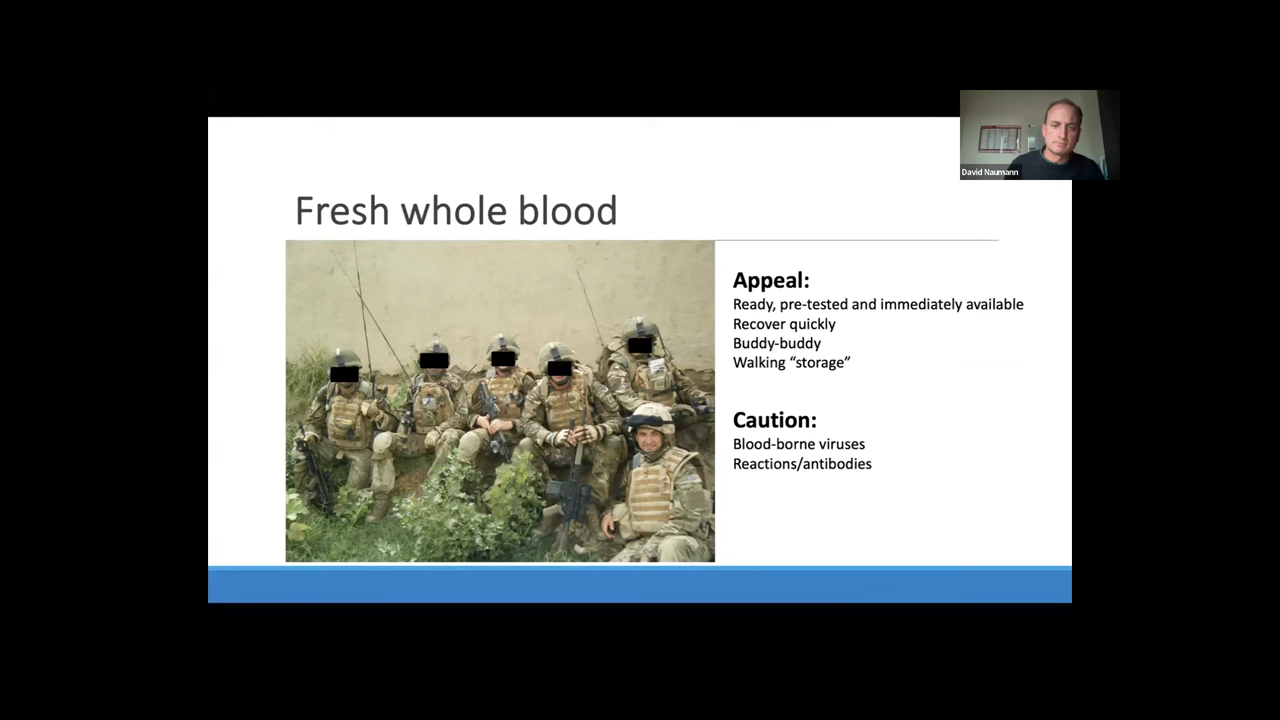 David Naumann
Fresh whole blood
Appeal:
Ready, pre-tested and immediately available
Recover quickly
Buddy-buddy
Walking “storage”
Caution:
Blood-borne viruses
Reactions/antibodies